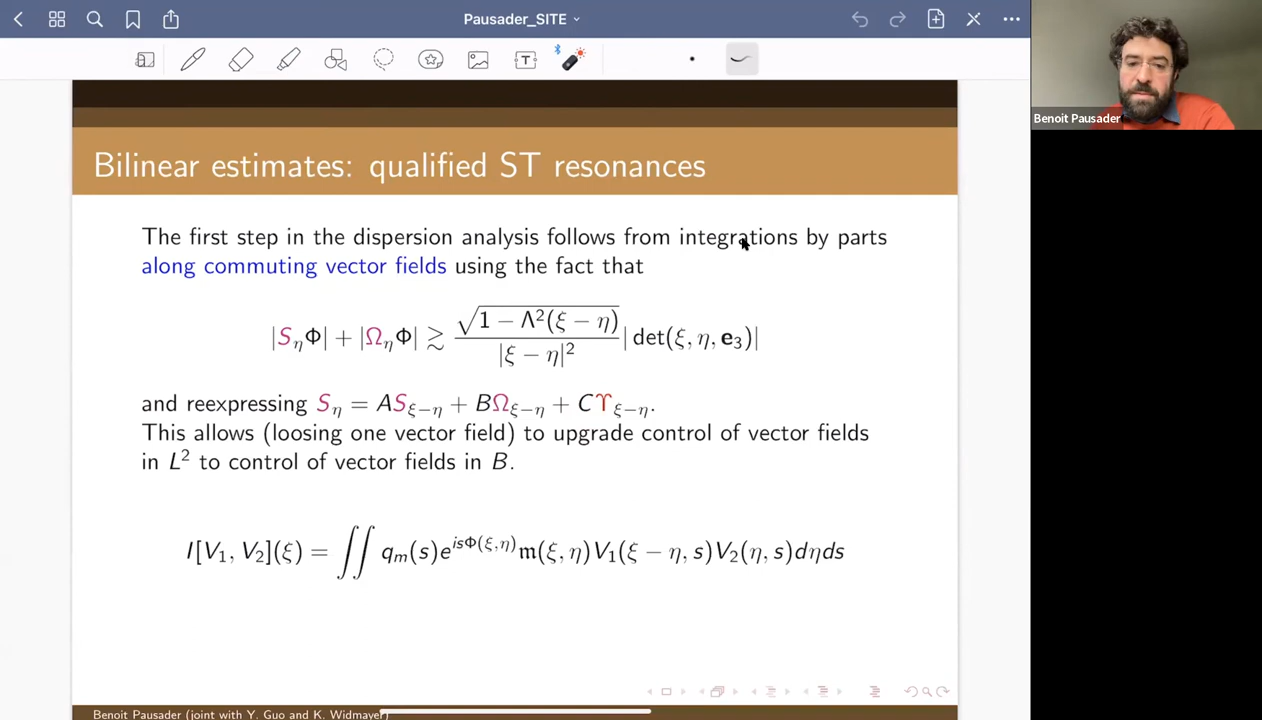 Pausader_SITE
Benoit Pausader
Bilinear estimates: qualified ST resonances
The first step in the dispersion analysis follows from integrations by parts
along commuting vector fields using the fact that
|S_ηΦ| + |Ω_ηΦ| ≳ √(1 − Λ²(ξ − η)) / |ξ − η|² | det(ξ, η, e₃)|
and reexpressing S_η = AS_{ξ−η} + BΩ_{ξ−η} + Cϒ_{ξ−η}.
This allows (loosing one vector field) to upgrade control of vector fields
in L² to control of vector fields in B.
I[V₁, V₂](ξ) = ∬ q_m(s)e^{isΦ(ξ,η)}𝔪(ξ, η)V₁(ξ − η, s)V₂(η, s)dηds
Benoit Pausader (joint with Y. Guo and K. Widmayer)